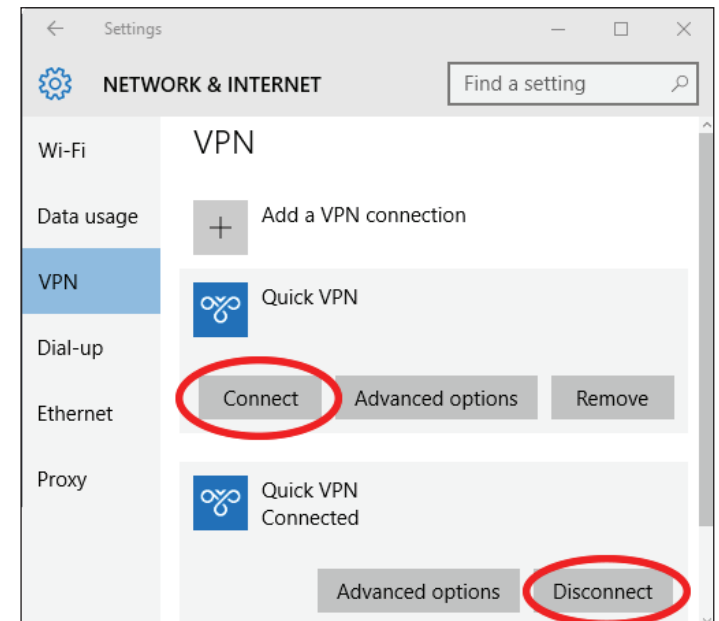 Settings
NETWORK & INTERNET
Find a setting
Wi-Fi
Data usage
VPN
Dial-up
Ethernet
Proxy
VPN
Add a VPN connection
Quick VPN
Connect
Advanced options
Remove
Quick VPN
Connected
Advanced options
Disconnect